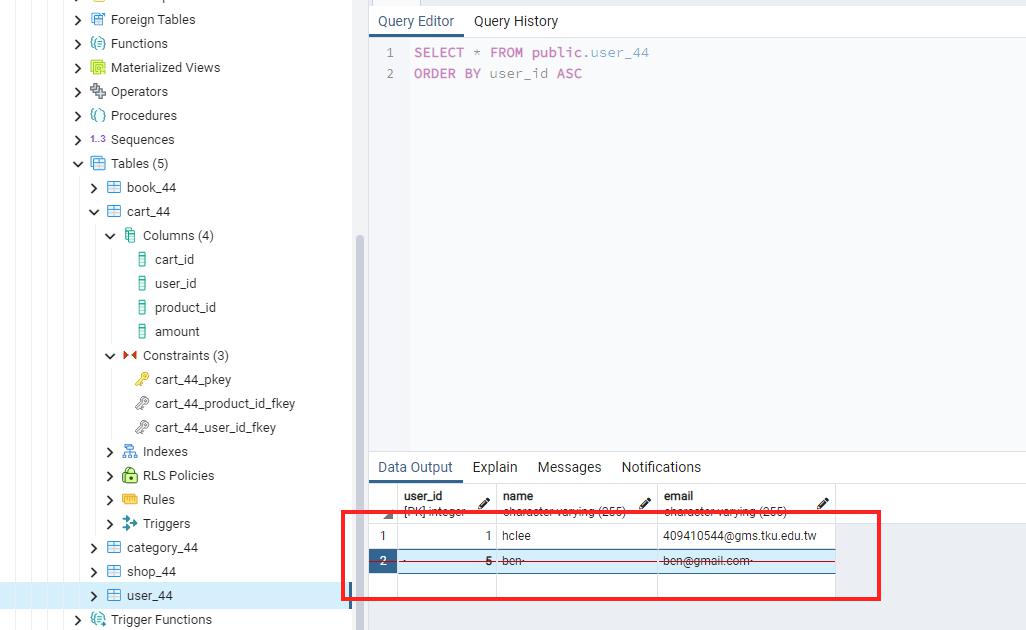 Foreign Tables
Functions
Materialized Views
Operators
Procedures
1..3 Sequences
Tables (5)
book_44
cart_44
Columns (4)
cart_id
user_id
product_id
amount
Constraints (3)
cart_44_pkey
cart_44_product_id_fkey
cart_44_user_id_fkey
Indexes
RLS Policies
Rules
Triggers
category_44
shop_44
user_44
Trigger Functions
Query Editor Query History
1 SELECT * FROM public.user_44
2 ORDER BY user_id ASC
Data Output Explain Messages Notifications
user_id name email
[PK] integer character varying (255) character varying (255)
1 1 hclee 409410544@gms.tku.edu.tw
2 5 ben ben@gmail.com